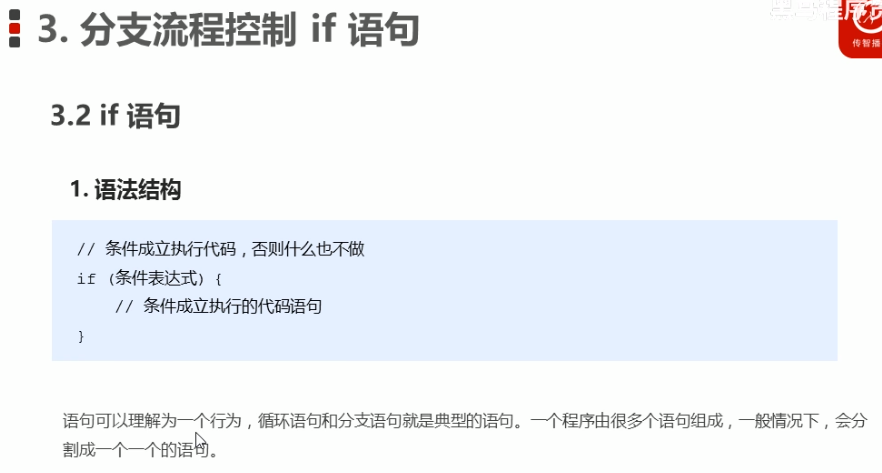 黑马程序员
3. 分支流程控制 if 语句
传智播
3.2 if 语句
1. 语法结构
// 条件成立执行代码，否则什么也不做
if (条件表达式) {
// 条件成立执行的代码语句
}
语句可以理解为一个行为，循环语句和分支语句就是典型的语句。一个程序由很多个语句组成，一般情况下，会分
割成一个一个的语句。